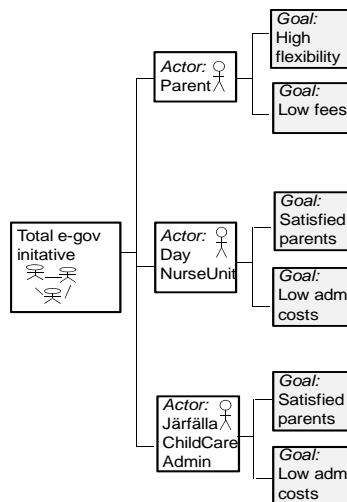 Goal:
High
flexibility
Actor:
Parent
Goal:
Low fees
Total e-gov
initative
Actor:
Day
NurseUnit
Goal:
Satisfied
parents
Goal:
Low adm
costs
Actor:
Järfälla
ChildCare
Admin
Goal:
Satisfied
parents
Goal:
Low adm
costs